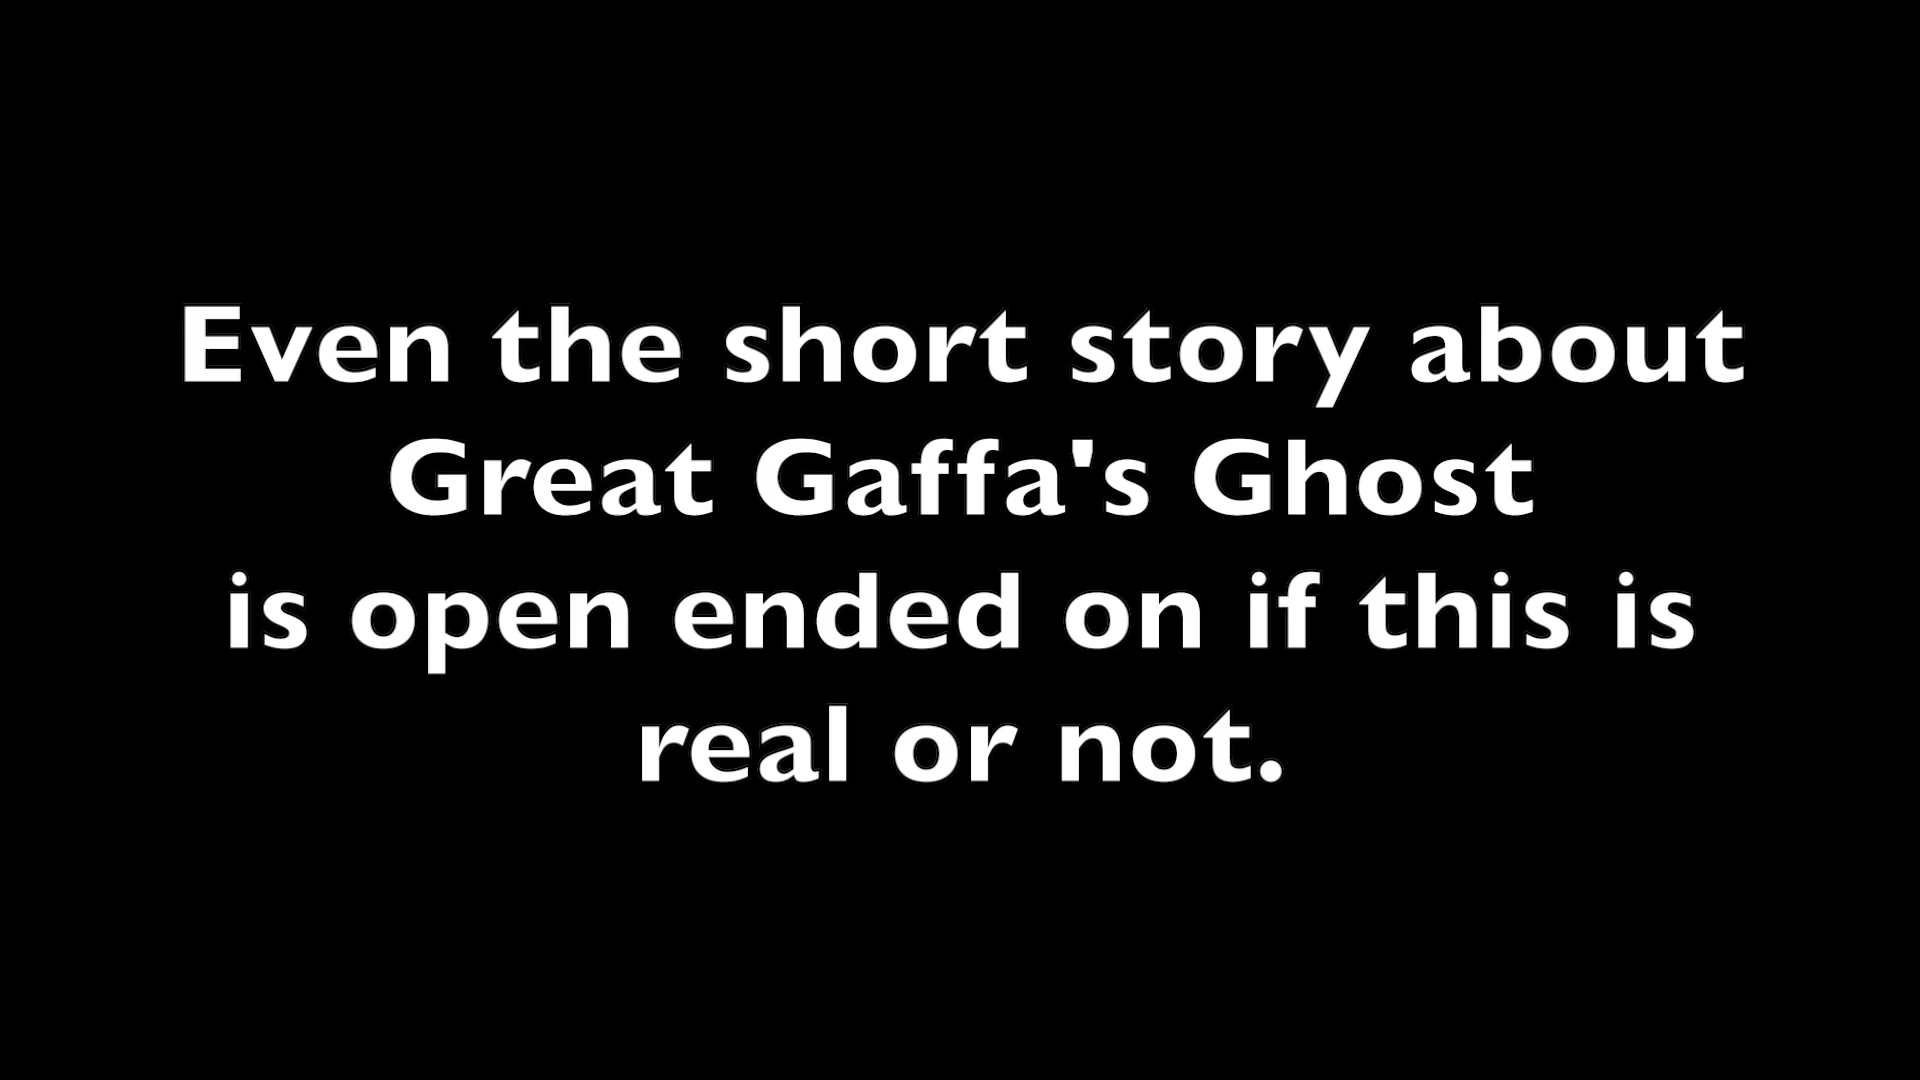 Even the short story about
Great Gaffa's Ghost
is open ended on if this is
real or not.